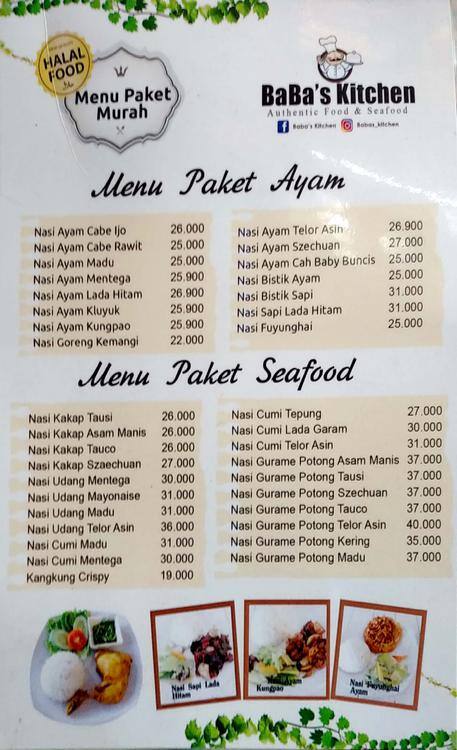 HALAL
FOOD
Menu Paket
Murah
BaBa's Kitchen
Authentic Food & Seafood
Baba's Kitchen Babas_kitchen
Menu Paket Ayam
Nasi Ayam Cabe Ijo 26.000
Nasi Ayam Cabe Rawit 25.000
Nasi Ayam Madu 25.000
Nasi Ayam Mentega 25.900
Nasi Ayam Lada Hitam 26.900
Nasi Ayam Kluyuk 25.900
Nasi Ayam Kungpao 25.900
Nasi Goreng Kemangi 22.000
Nasi Ayam Telor Asin 26.900
Nasi Ayam Szechuan 27.000
Nasi Ayam Cah Baby Buncis 25.000
Nasi Bistik Ayam 25.000
Nasi Bistik Sapi 31.000
Nasi Sapi Lada Hitam 31.000
Nasi Fuyunghai 25.000
Menu Paket Seafood
Nasi Kakap Tausi 26.000
Nasi Kakap Asam Manis 26.000
Nasi Kakap Tauco 26.000
Nasi Kakap Szaechuan 27.000
Nasi Udang Mentega 30.000
Nasi Udang Mayonaise 31.000
Nasi Udang Madu 31.000
Nasi Udang Telor Asin 36.000
Nasi Cumi Madu 31.000
Nasi Cumi Mentega 30.000
Kangkung Crispy 19.000
Nasi Cumi Tepung 27.000
Nasi Cumi Lada Garam 30.000
Nasi Cumi Telor Asin 31.000
Nasi Gurame Potong Asam Manis 37.000
Nasi Gurame Potong Tausi 37.000
Nasi Gurame Potong Szechuan 37.000
Nasi Gurame Potong Tauco 37.000
Nasi Gurame Potong Telor Asin 40.000
Nasi Gurame Potong Kering 35.000
Nasi Gurame Potong Madu 37.000
Nasi Sapi Lada
Hitam
Nasi Ayam
Kungpao
Nasi Fuyunghai
Ayam